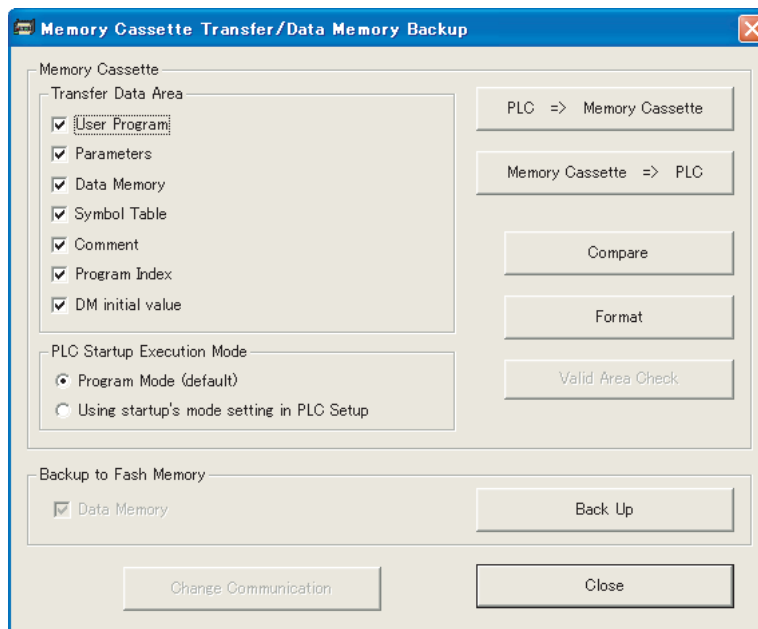 Memory Cassette Transfer/Data Memory Backup
Memory Cassette
Transfer Data Area
User Program
Parameters
Data Memory
Symbol Table
Comment
Program Index
DM initial value
PLC => Memory Cassette
Memory Cassette => PLC
Compare
Format
Valid Area Check
PLC Startup Execution Mode
Program Mode (default)
Using startup's mode setting in PLC Setup
Backup to Fash Memory
Data Memory
Back Up
Change Communication
Close